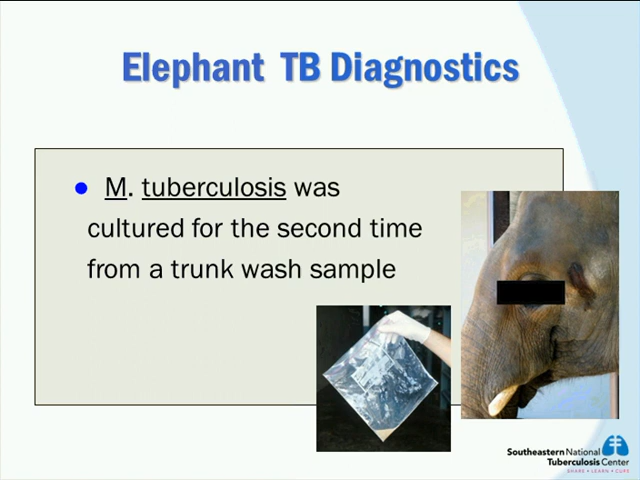 Elephant TB Diagnostics
● M. tuberculosis was
cultured for the second time
from a trunk wash sample
Southeastern National
Tuberculosis Center
SHARE • LEARN • CURE